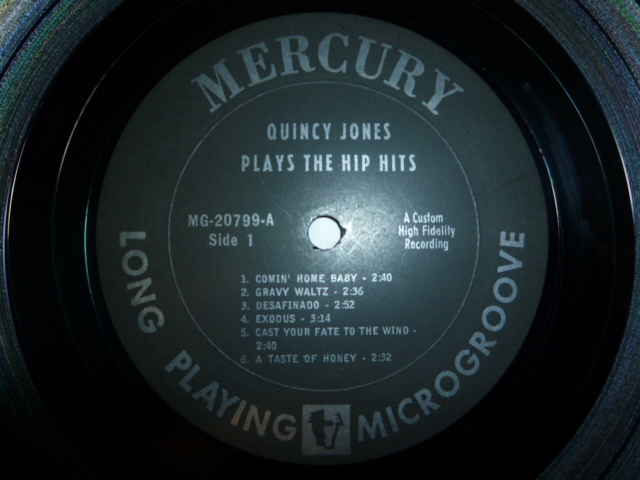 MERCURY
QUINCY JONES
PLAYS THE HIP HITS
MG-20799-A
Side 1
A Custom
High Fidelity
Recording
1. COMIN' HOME BABY - 2:40
2. GRAVY WALTZ - 2:36
3. DESAFINADO - 2:52
4. EXODUS - 3:14
5. CAST YOUR FATE TO THE WIND -
2:40
6. A TASTE OF HONEY - 2:32
LONG PLAYING MICROGROOVE